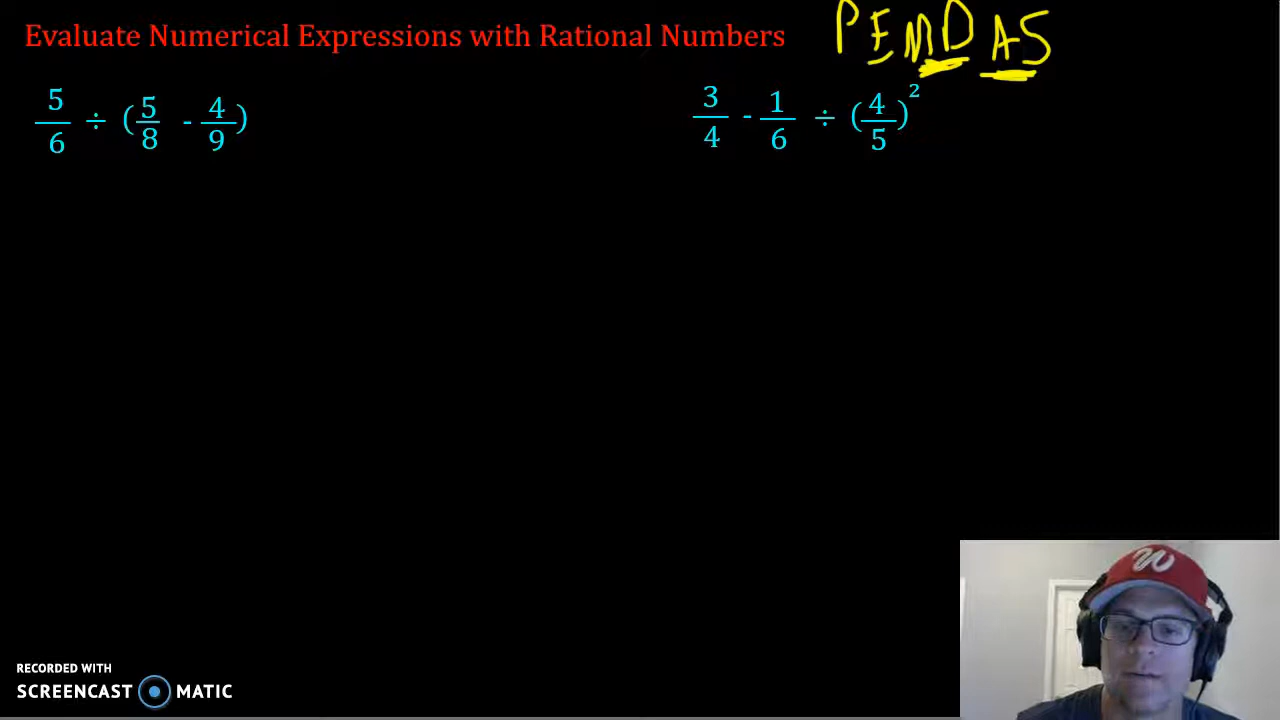 Evaluate Numerical Expressions with Rational Numbers
PEMDAS
5/6 ÷ (5/8 - 4/9)
3/4 - 1/6 ÷ (4/5)²
W
RECORDED WITH
SCREENCAST MATIC